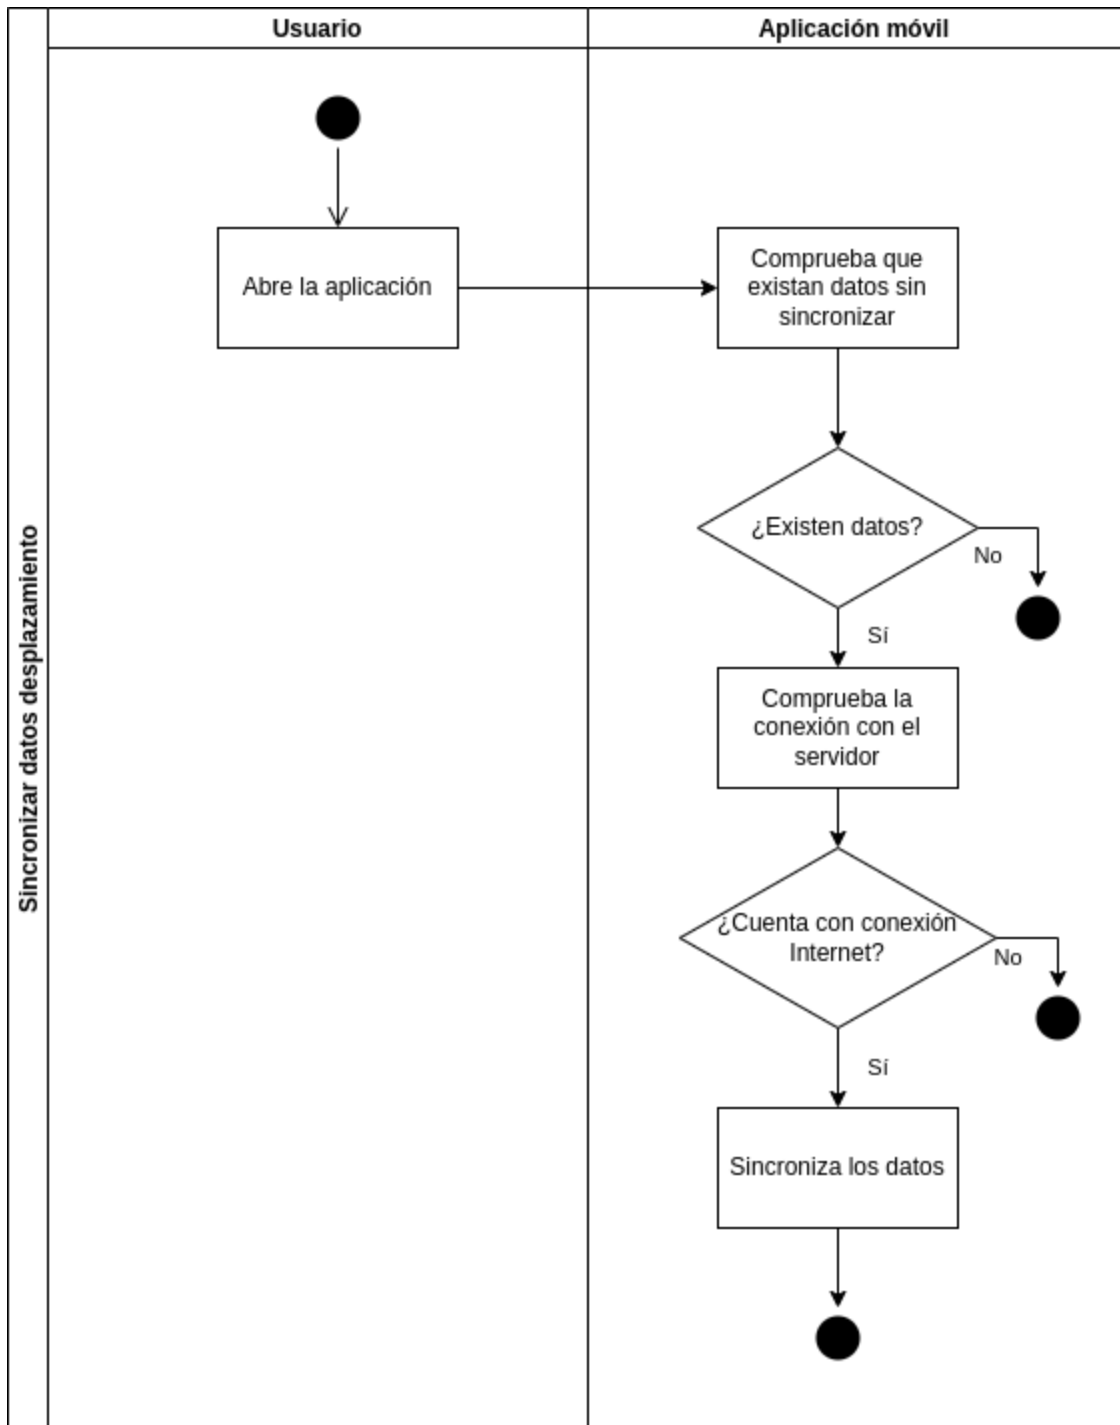 Usuario
Aplicación móvil
Sincronizar datos desplazamiento
Abre la aplicación
Comprueba que
existan datos sin
sincronizar
¿Existen datos?
No
Sí
Comprueba la
conexión con el
servidor
¿Cuenta con conexión
Internet?
No
Sí
Sincroniza los datos